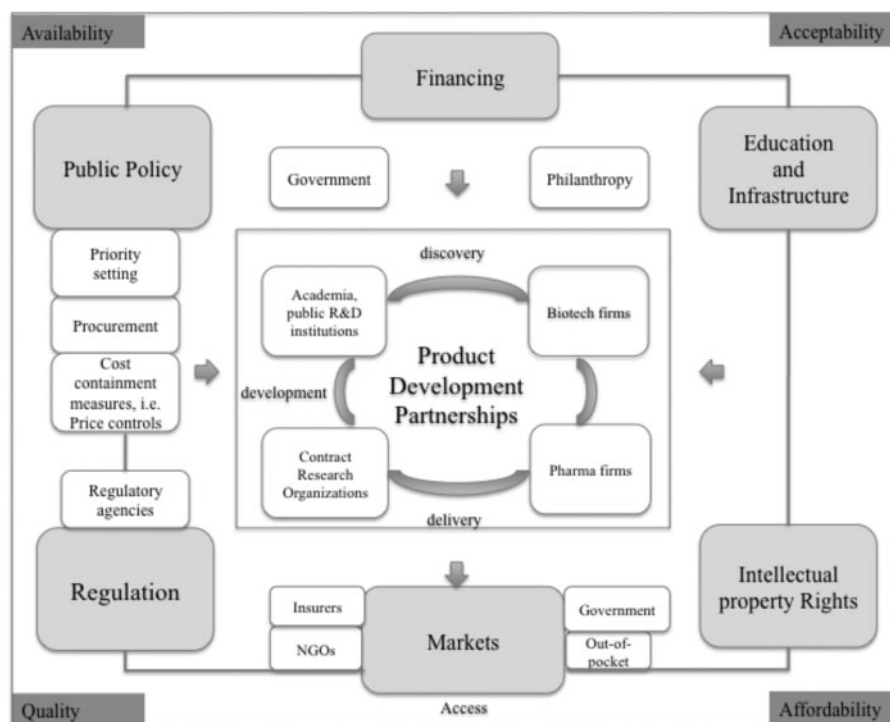 Availability
Acceptability
Financing
Public Policy
Education
and
Infrastructure
Government
Philanthropy
Priority
setting
Procurement
Cost
containment
measures, i.e.
Price controls
Regulatory
agencies
discovery
Academia,
public R&D
institutions
Biotech firms
Product
Development
Partnerships
development
Contract
Research
Organizations
Pharma firms
delivery
Regulation
Intellectual
property Rights
Insurers
NGOs
Markets
Government
Out-of-
pocket
Quality
Access
Affordability